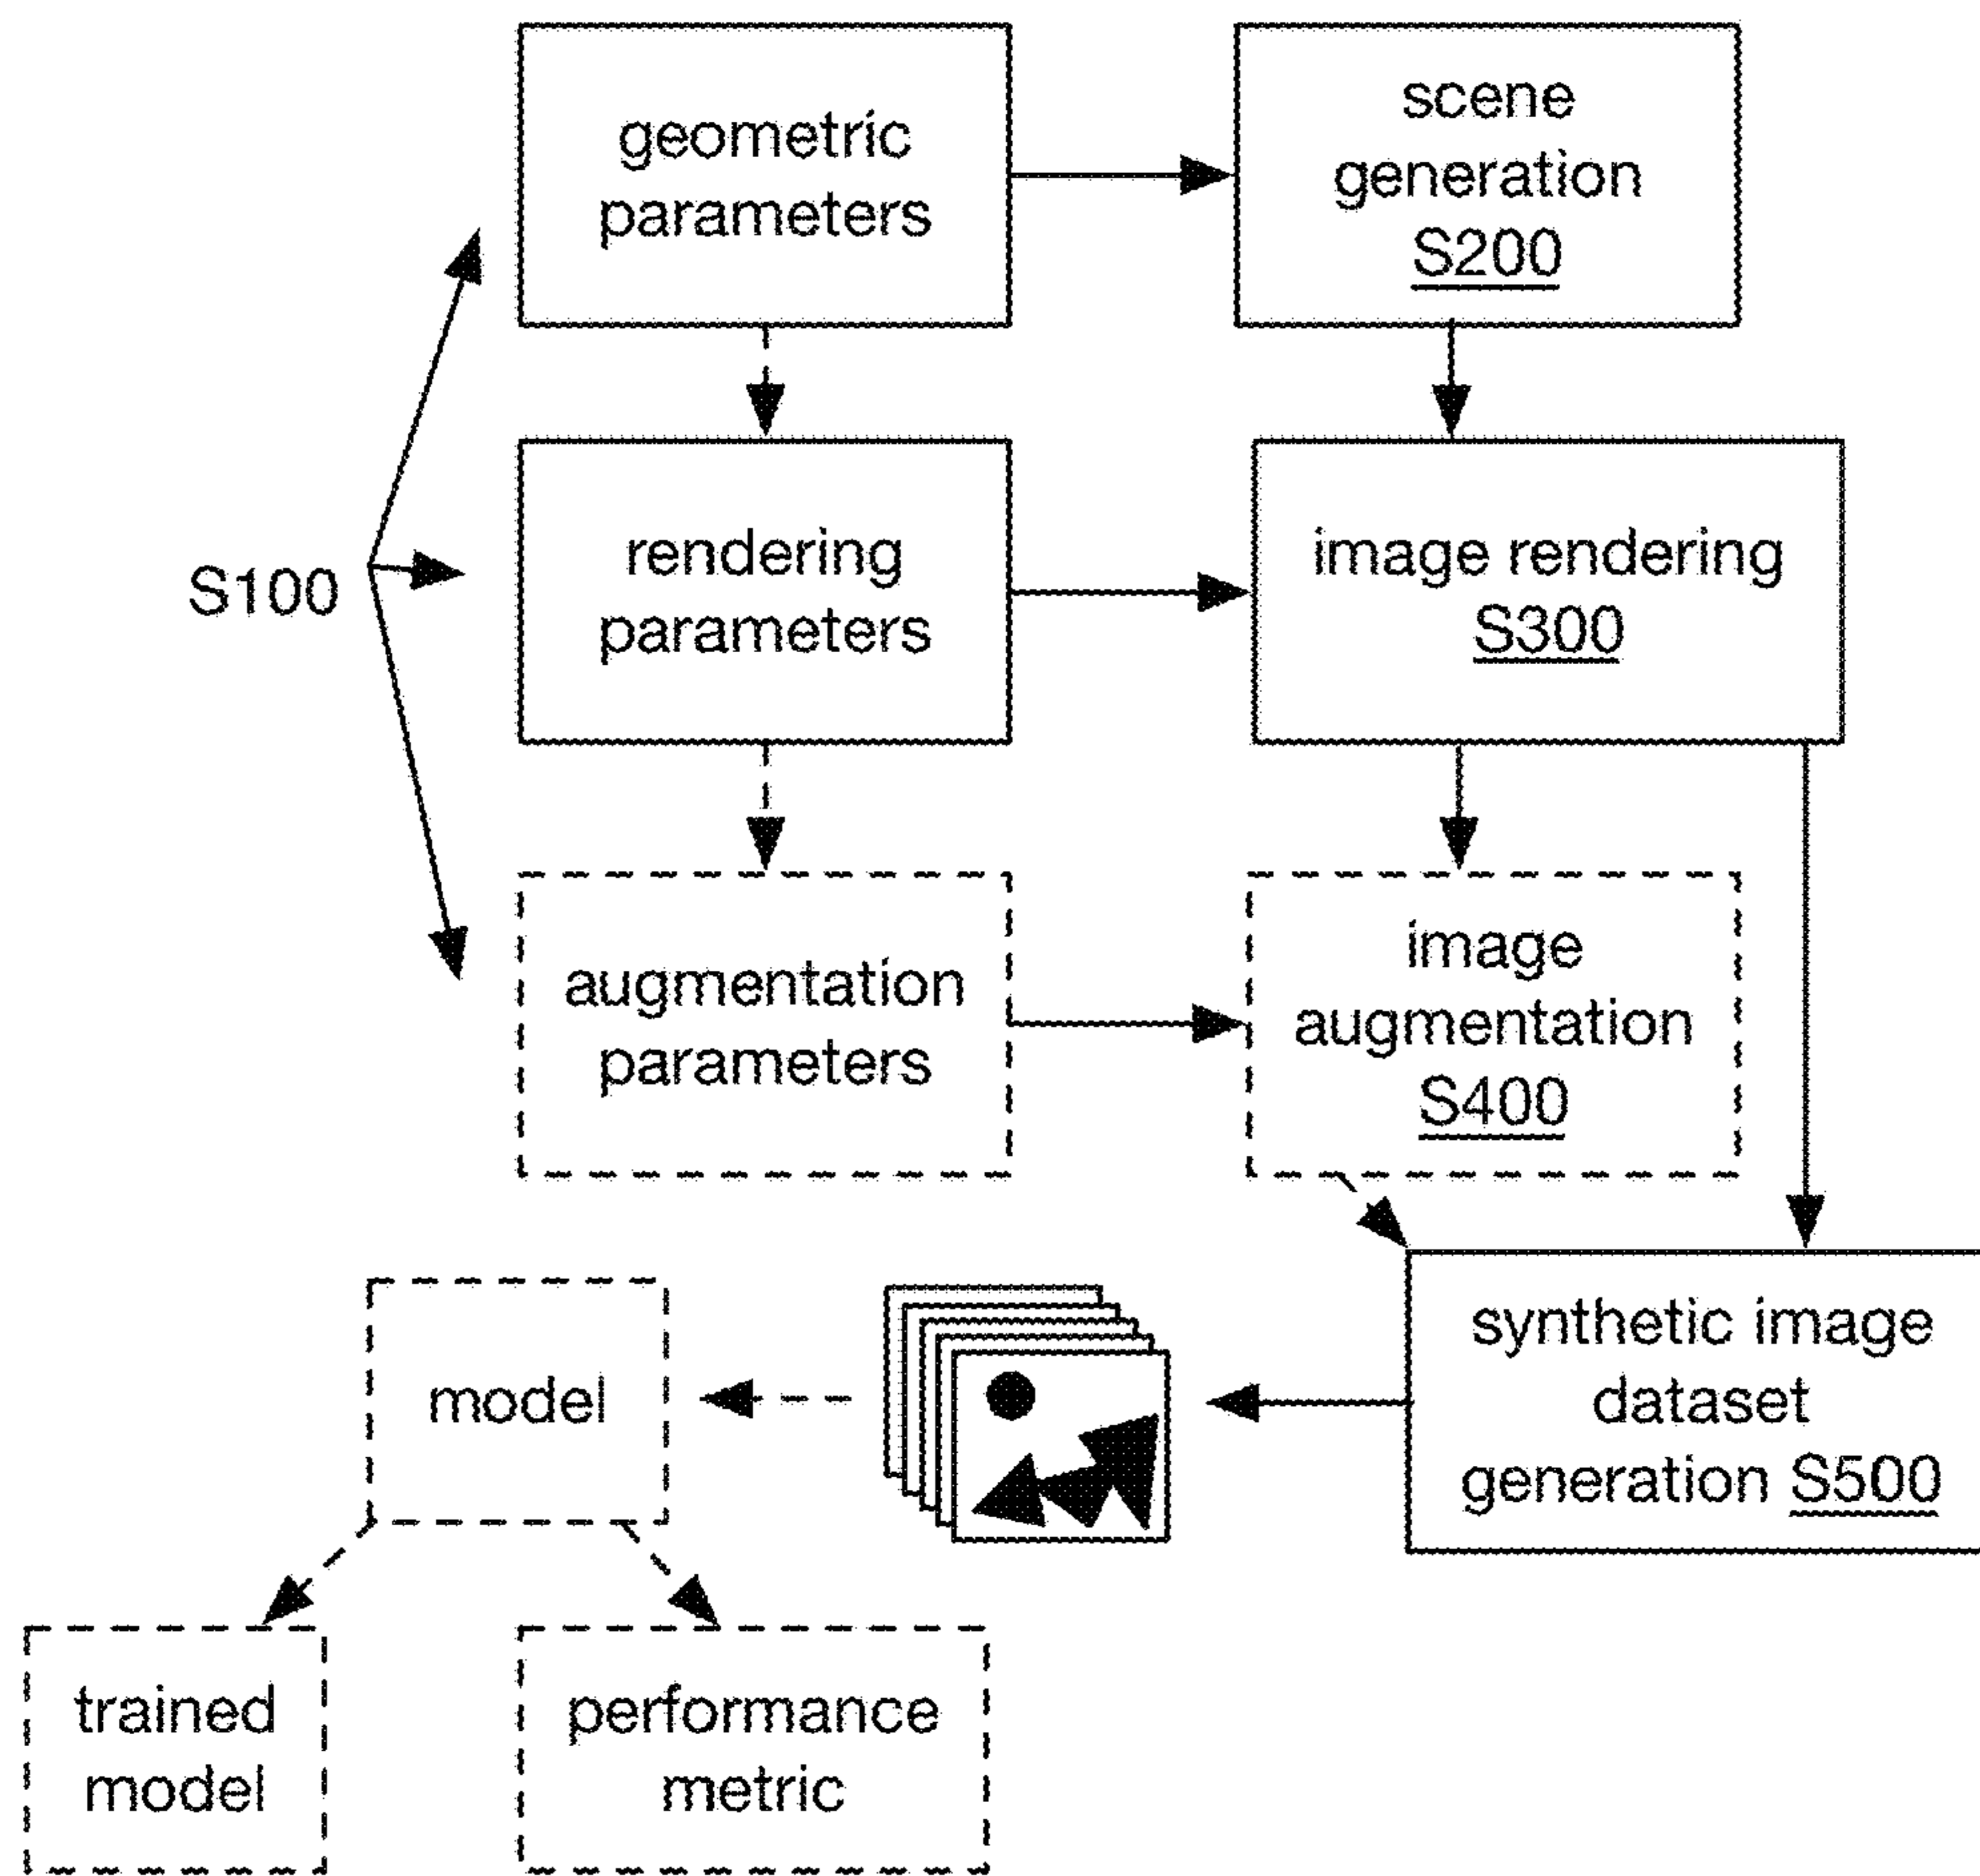 geometric
parameters
scene
generation
S200
S100
rendering
parameters
image rendering
S300
augmentation
parameters
image
augmentation
S400
model
synthetic image
dataset
generation S500
trained
model
performance
metric